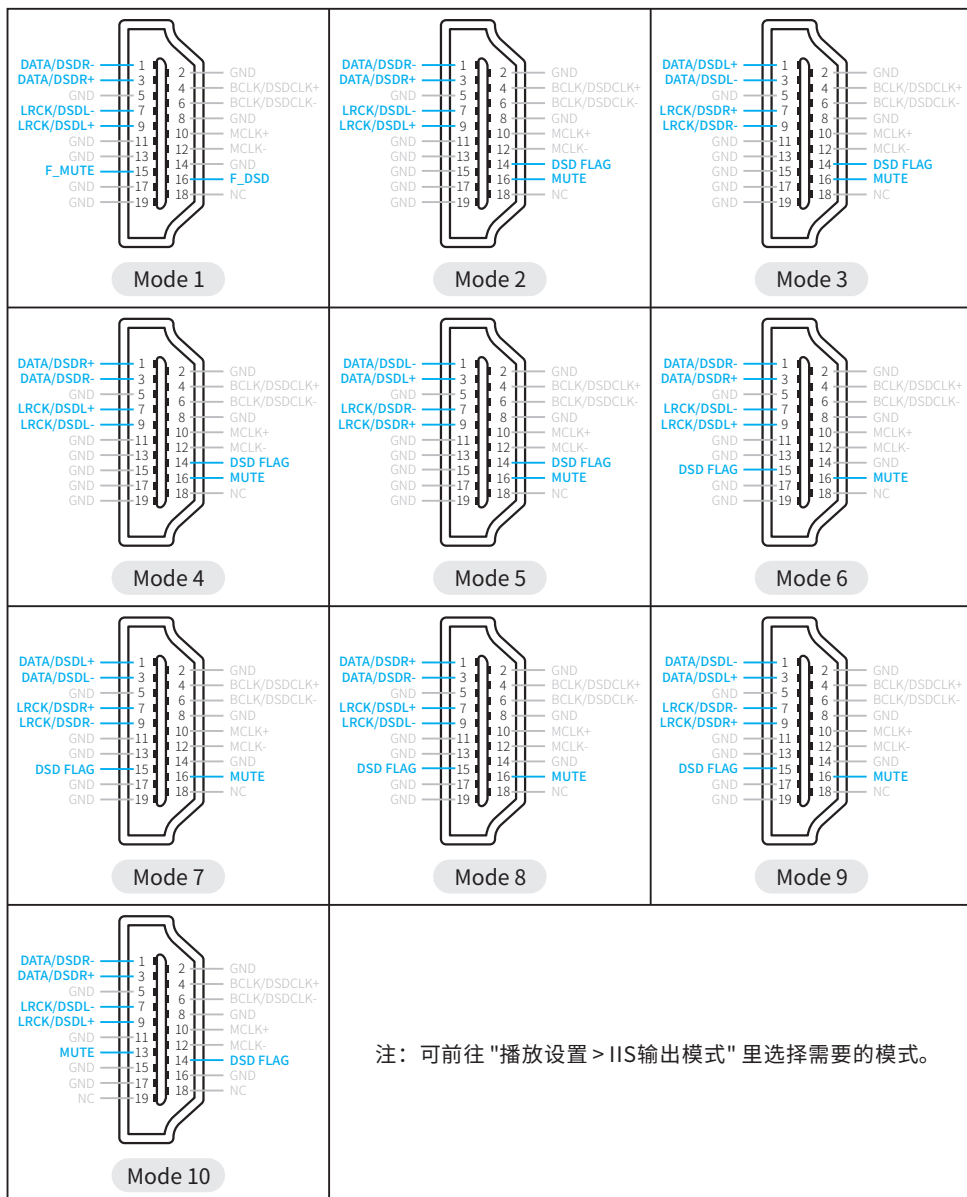 DATA/DSDR- 1
2 GND
DATA/DSDR+ 3
4 BCLK/DSDCLK+
GND 5
6 BCLK/DSDCLK-
LRCK/DSDL- 7
8 GND
LRCK/DSDL+ 9
10 MCLK+
GND 11
12 MCLK-
GND 13
14 GND
F_MUTE 15
16 F_DSD
GND 17
18 NC
GND 19
Mode 1
DATA/DSDR- 1
2 GND
DATA/DSDR+ 3
4 BCLK/DSDCLK+
GND 5
6 BCLK/DSDCLK-
LRCK/DSDL- 7
8 GND
LRCK/DSDL+ 9
10 MCLK+
GND 11
12 MCLK-
GND 13
14 DSD FLAG
GND 15
16 MUTE
GND 17
18 NC
GND 19
Mode 2
DATA/DSDL+ 1
2 GND
DATA/DSDL- 3
4 BCLK/DSDCLK+
GND 5
6 BCLK/DSDCLK-
LRCK/DSDR+ 7
8 GND
LRCK/DSDR- 9
10 MCLK+
GND 11
12 MCLK-
GND 13
14 DSD FLAG
GND 15
16 MUTE
GND 17
18 NC
GND 19
Mode 3
DATA/DSDR+ 1
2 GND
DATA/DSDR- 3
4 BCLK/DSDCLK+
GND 5
6 BCLK/DSDCLK-
LRCK/DSDL+ 7
8 GND
LRCK/DSDL- 9
10 MCLK+
GND 11
12 MCLK-
GND 13
14 DSD FLAG
GND 15
16 MUTE
GND 17
18 NC
GND 19
Mode 4
DATA/DSDL- 1
2 GND
DATA/DSDL+ 3
4 BCLK/DSDCLK+
GND 5
6 BCLK/DSDCLK-
LRCK/DSDR- 7
8 GND
LRCK/DSDR+ 9
10 MCLK+
GND 11
12 MCLK-
GND 13
14 DSD FLAG
GND 15
16 MUTE
GND 17
18 NC
GND 19
Mode 5
DATA/DSDR- 1
2 GND
DATA/DSDR+ 3
4 BCLK/DSDCLK+
GND 5
6 BCLK/DSDCLK-
LRCK/DSDL- 7
8 GND
LRCK/DSDL+ 9
10 MCLK+
GND 11
12 MCLK-
GND 13
14 GND
DSD FLAG 15
16 MUTE
GND 17
18 NC
GND 19
Mode 6
DATA/DSDL+ 1
2 GND
DATA/DSDL- 3
4 BCLK/DSDCLK+
GND 5
6 BCLK/DSDCLK-
LRCK/DSDR+ 7
8 GND
LRCK/DSDR- 9
10 MCLK+
GND 11
12 MCLK-
GND 13
14 GND
DSD FLAG 15
16 MUTE
GND 17
18 NC
GND 19
Mode 7
DATA/DSDR+ 1
2 GND
DATA/DSDR- 3
4 BCLK/DSDCLK+
GND 5
6 BCLK/DSDCLK-
LRCK/DSDL+ 7
8 GND
LRCK/DSDL- 9
10 MCLK+
GND 11
12 MCLK-
GND 13
14 GND
DSD FLAG 15
16 MUTE
GND 17
18 NC
GND 19
Mode 8
DATA/DSDL- 1
2 GND
DATA/DSDL+ 3
4 BCLK/DSDCLK+
GND 5
6 BCLK/DSDCLK-
LRCK/DSDR- 7
8 GND
LRCK/DSDR+ 9
10 MCLK+
GND 11
12 MCLK-
GND 13
14 GND
DSD FLAG 15
16 MUTE
GND 17
18 NC
GND 19
Mode 9
DATA/DSDR- 1
2 GND
DATA/DSDR+ 3
4 BCLK/DSDCLK+
GND 5
6 BCLK/DSDCLK-
LRCK/DSDL- 7
8 GND
LRCK/DSDL+ 9
10 MCLK+
GND 11
12 MCLK-
MUTE 13
14 DSD FLAG
GND 15
16 GND
GND 17
18 NC
NC 19
Mode 10
注：可前往 "播放设置 > IIS输出模式" 里选择需要的模式。